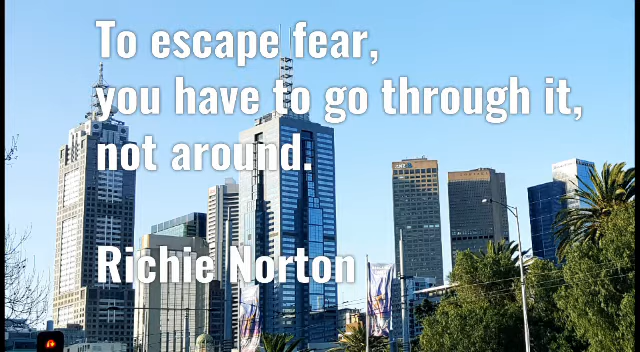 To escape fear,
you have to go through it,
not around.
Richie Norton